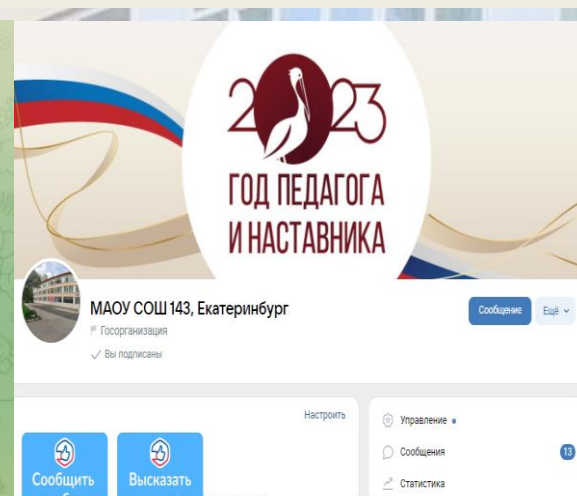 2023
ГОД ПЕДАГОГА
И НАСТАВНИКА
МАОУ СОШ 143, Екатеринбург
Госорганизация
Вы подписаны
Сообщение
Ещё
Настроить
Сообщить
Высказать
Управление
Сообщения 13
Статистика